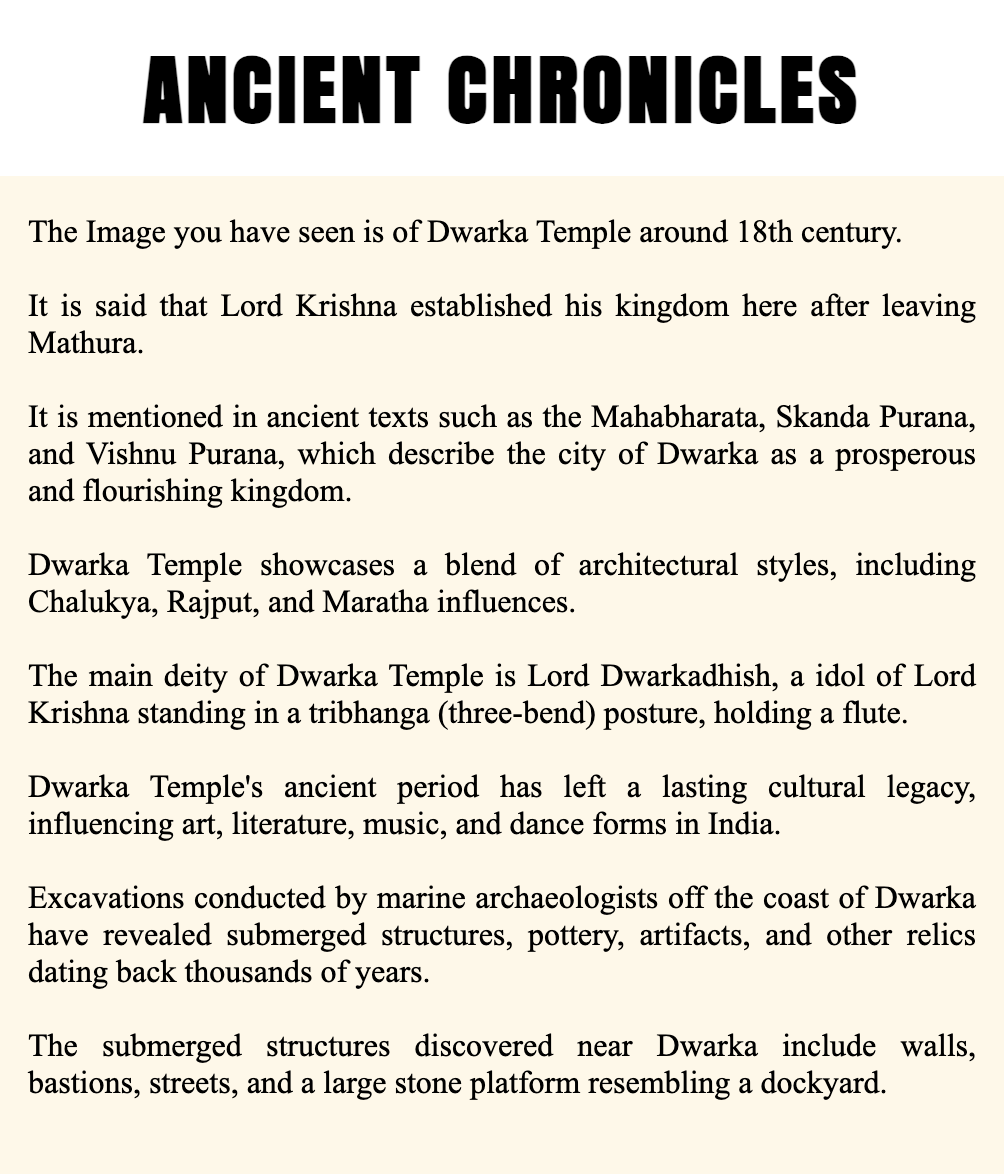 ANCIENT CHRONICLES
The Image you have seen is of Dwarka Temple around 18th century.
It is said that Lord Krishna established his kingdom here after leaving
Mathura.
It is mentioned in ancient texts such as the Mahabharata, Skanda Purana,
and Vishnu Purana, which describe the city of Dwarka as a prosperous
and flourishing kingdom.
Dwarka Temple showcases a blend of architectural styles, including
Chalukya, Rajput, and Maratha influences.
The main deity of Dwarka Temple is Lord Dwarkadhish, a idol of Lord
Krishna standing in a tribhanga (three-bend) posture, holding a flute.
Dwarka Temple's ancient period has left a lasting cultural legacy,
influencing art, literature, music, and dance forms in India.
Excavations conducted by marine archaeologists off the coast of Dwarka
have revealed submerged structures, pottery, artifacts, and other relics
dating back thousands of years.
The submerged structures discovered near Dwarka include walls,
bastions, streets, and a large stone platform resembling a dockyard.